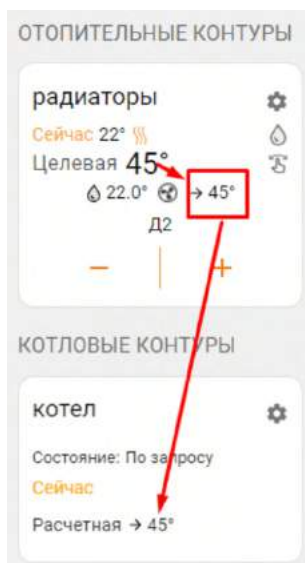 ОТОПИТЕЛЬНЫЕ КОНТУРЫ
радиаторы
Сейчас 22°
Целевая 45°
22.0° → 45°
Д2
− +
КОТЛОВЫЕ КОНТУРЫ
котел
Состояние: По запросу
Сейчас
Расчетная → 45°